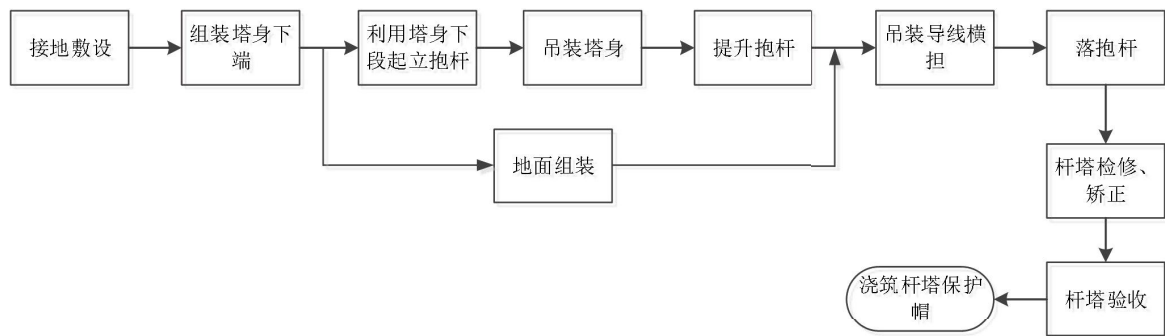 接地敷设
组装塔身下
端
利用塔身下
段起立抱杆
吊装塔身
提升抱杆
吊装导线横
担
落抱杆
地面组装
杆塔检修、
矫正
杆塔验收
浇筑杆塔保护
帽